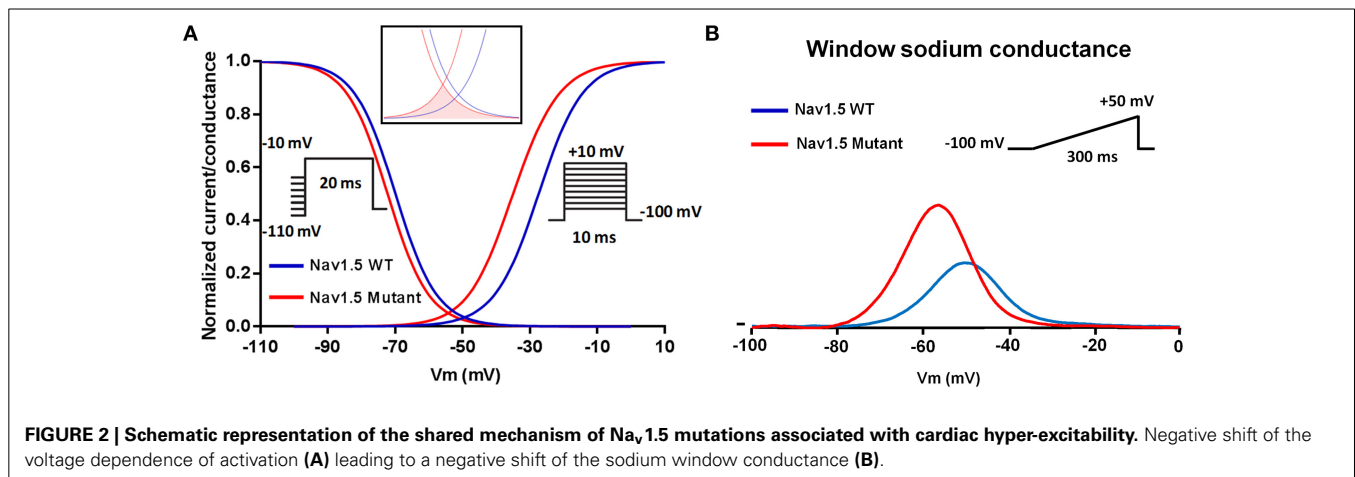 A
Normalized current/conductance
1.0
0.8
0.6
0.4
0.2
0.0
-10 mV
20 ms
-110 mV
+10 mV
-100 mV
10 ms
Nav1.5 WT
Nav1.5 Mutant
-110
-90
-70
-50
-30
-10
10
Vm (mV)
B
Window sodium conductance
Nav1.5 WT
Nav1.5 Mutant
+50 mV
-100 mV
300 ms
-100
-80
-60
-40
-20
0
Vm (mV)
FIGURE 2 | Schematic representation of the shared mechanism of Nav1.5 mutations associated with cardiac hyper-excitability. Negative shift of the
voltage dependence of activation (A) leading to a negative shift of the sodium window conductance (B).